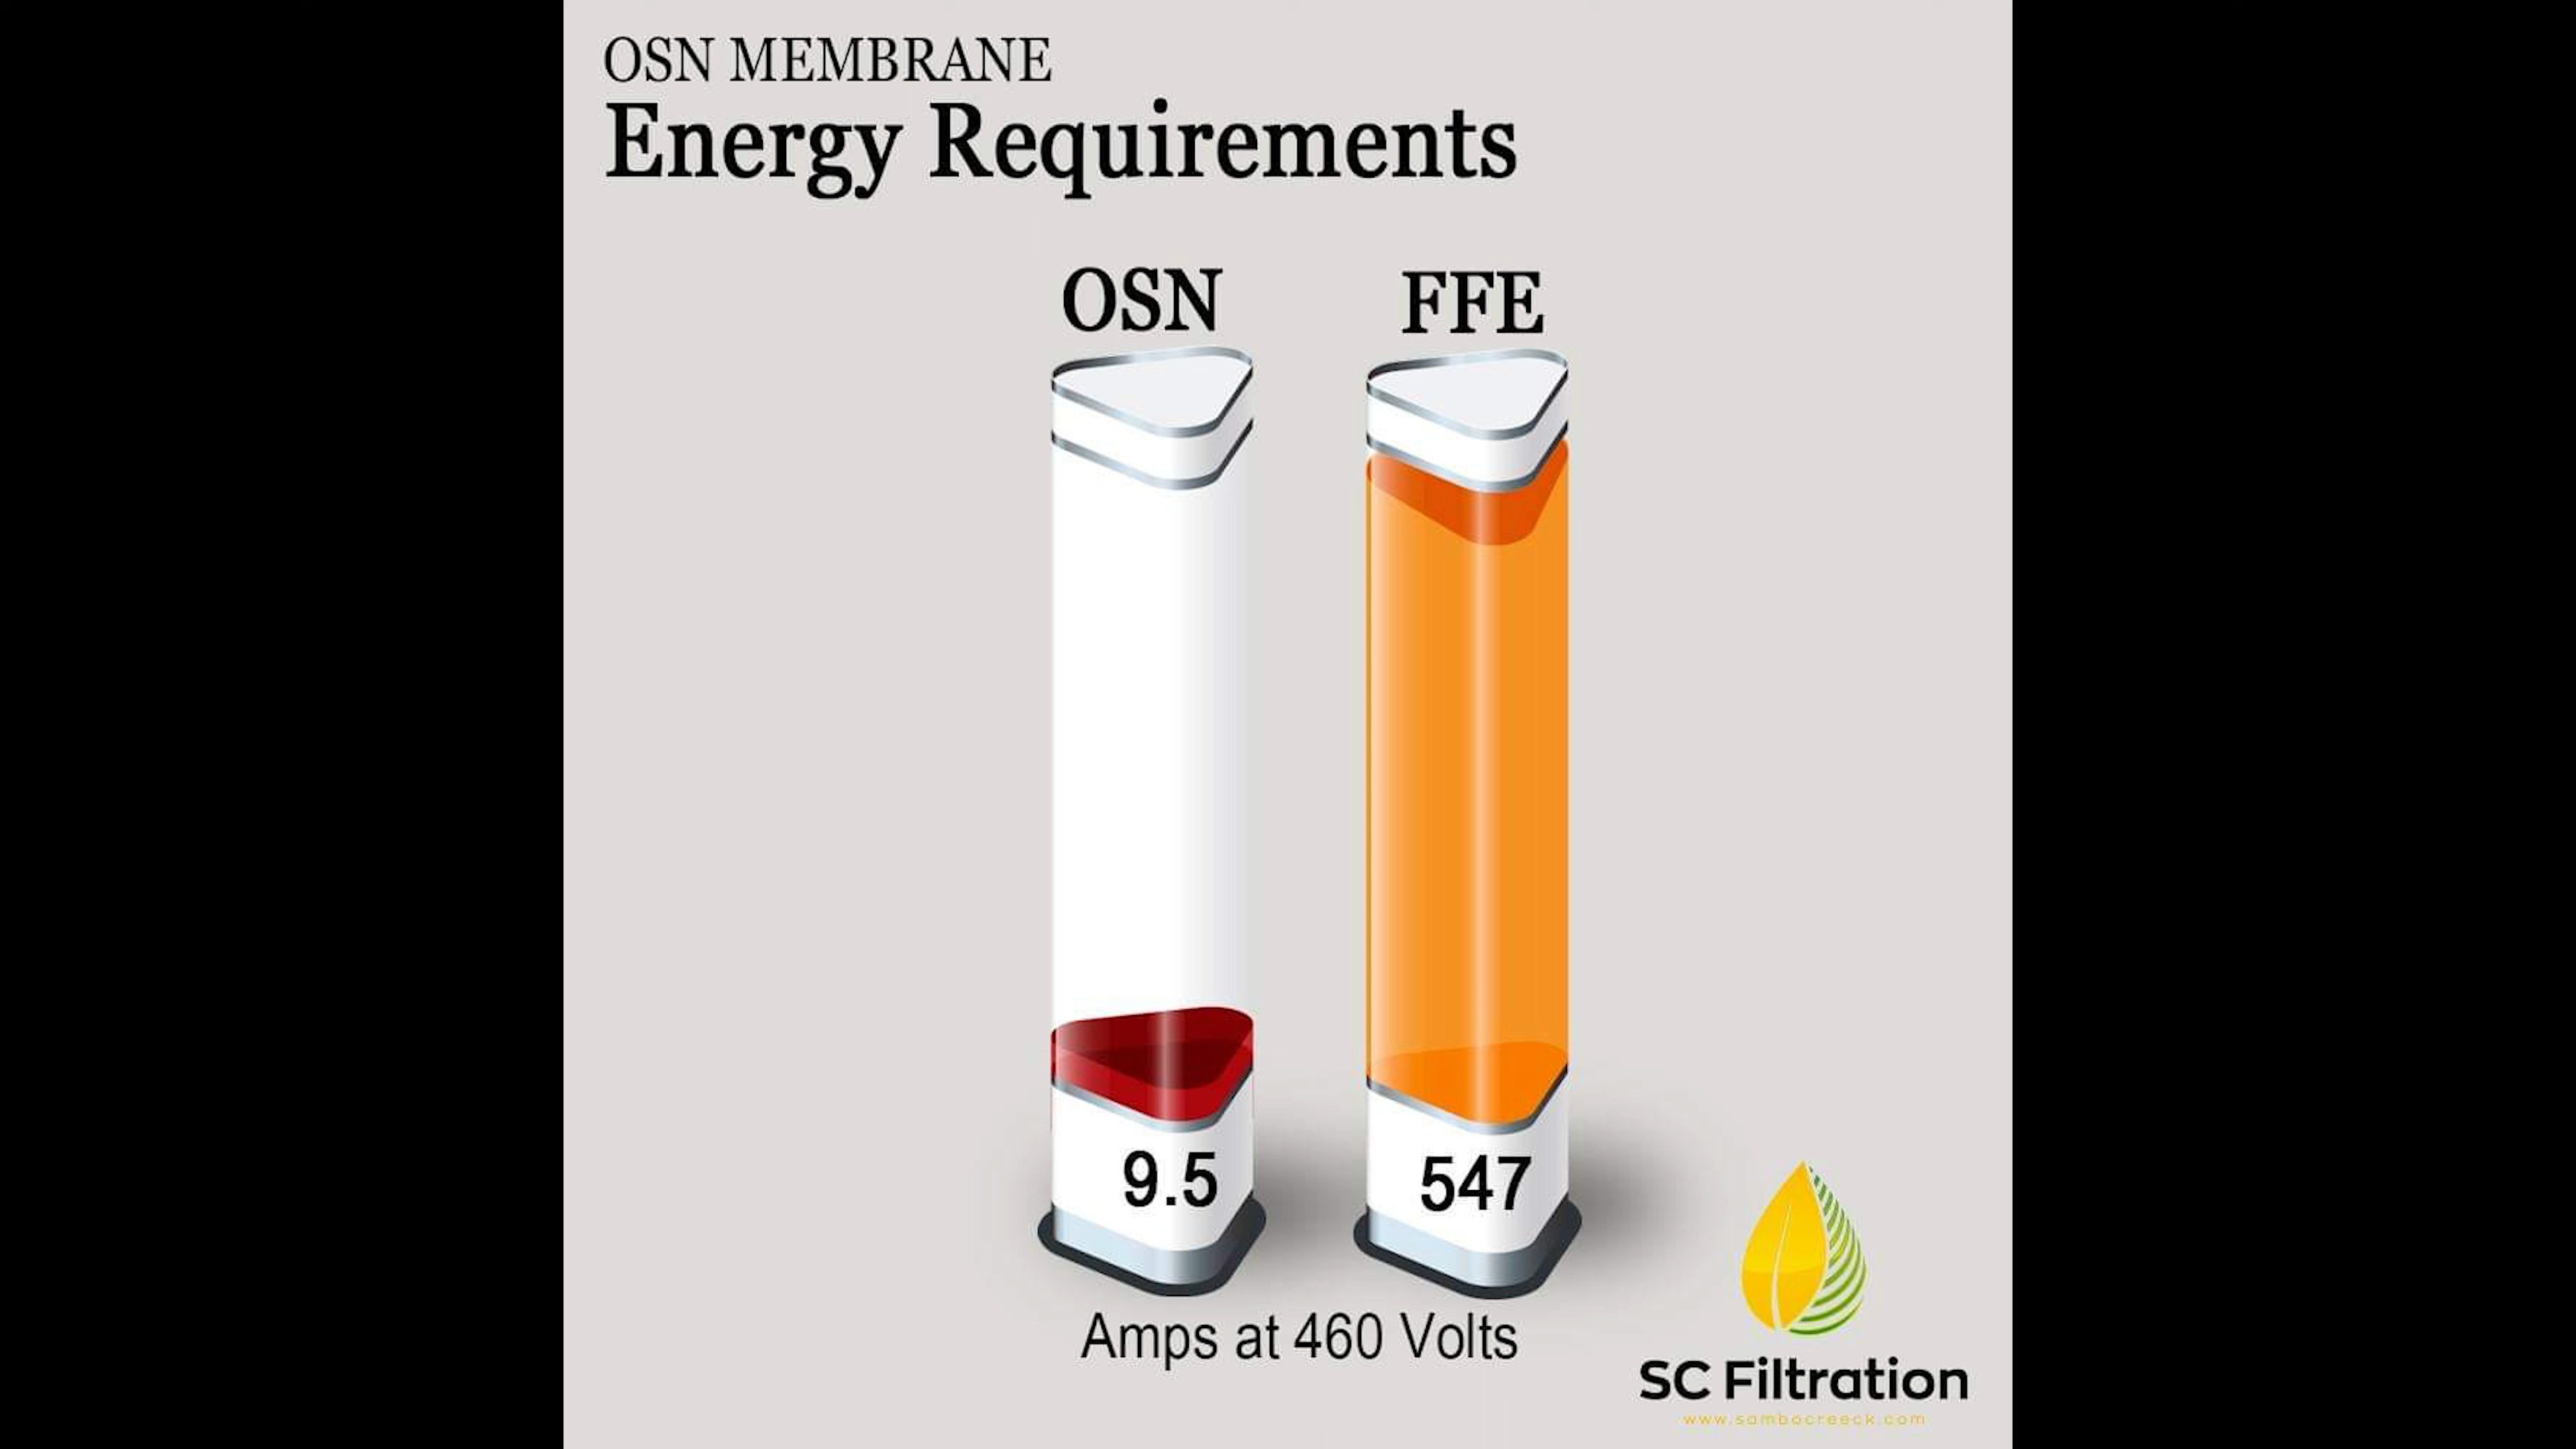 OSN MEMBRANE
Energy Requirements
OSN FFE
9.5 547
Amps at 460 Volts
SC Filtration
www.sambocreeck.com